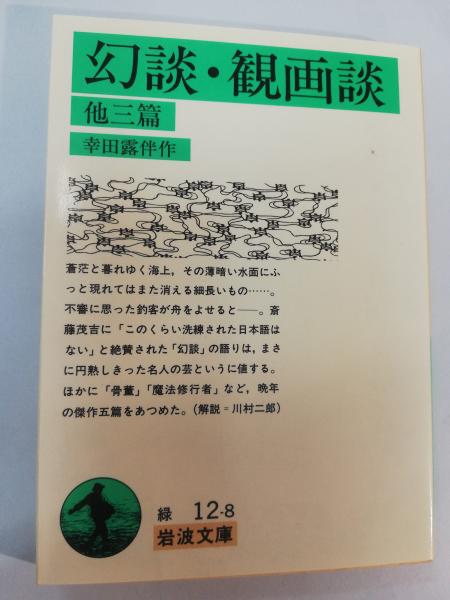 幻談・観画談
他三篇
幸田露伴作
蒼茫と暮れゆく海上，その薄暗い水面にふ
っと現れてはまた消える細長いもの……。
不審に思った釣客が舟をよせると――。斎
藤茂吉に「このくらい洗練された日本語は
ない」と絶賛された「幻談」の語りは，まさ
に円熟しきった名人の芸というに値する。
ほかに「骨董」「魔法修行者」など，晩年
の傑作五篇をあつめた。（解説＝川村二郎）
緑 12-8
岩波文庫